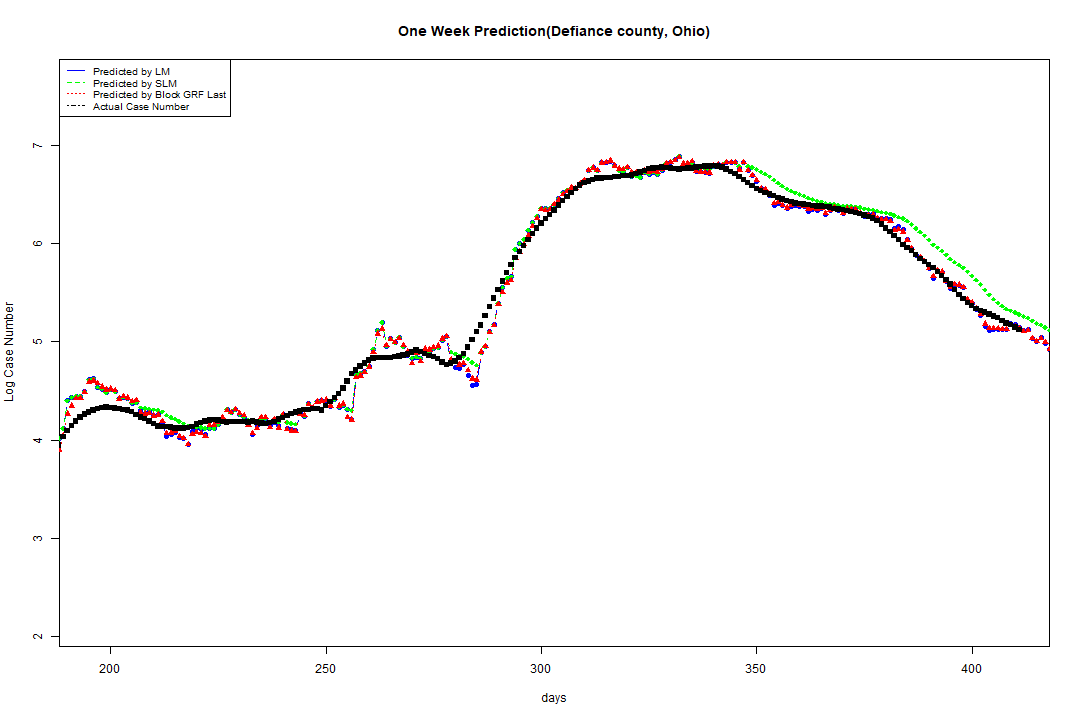 One Week Prediction(Defiance county, Ohio)
Predicted by LM
Predicted by SLM
Predicted by Block GRF Last
Actual Case Number
7
6
5
4
3
2
Log Case Number
200 250 300 350 400
days